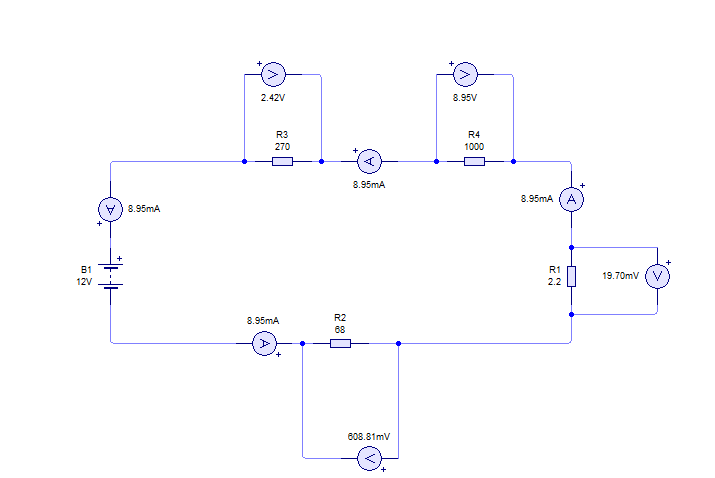 2.42V
8.95V
R3
270
R4
1000
8.95mA
8.95mA
8.95mA
A
R1
2.2
19.70mV
V
B1
12V
8.95mA
R2
68
608.81mV